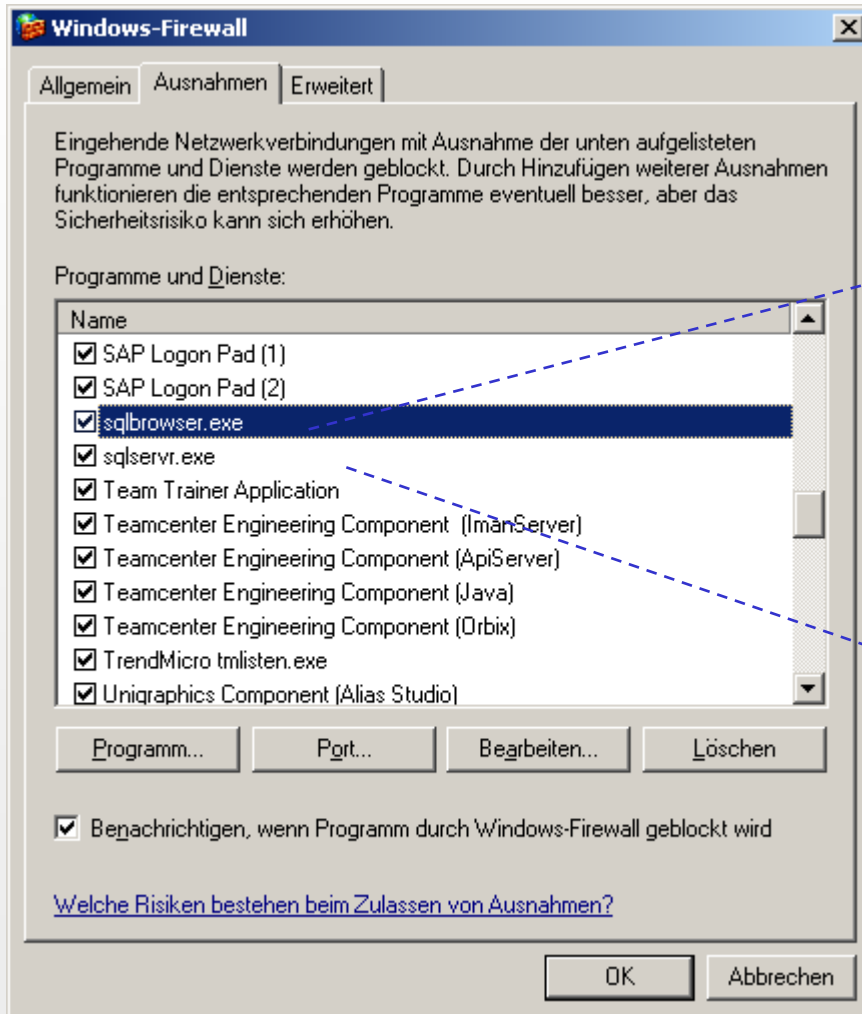 Windows-Firewall
Allgemein Ausnahmen Erweitert
Eingehende Netzwerkverbindungen mit Ausnahme der unten aufgelisteten
Programme und Dienste werden geblockt. Durch Hinzufügen weiterer Ausnahmen
funktionieren die entsprechenden Programme eventuell besser, aber das
Sicherheitsrisiko kann sich erhöhen.
Programme und Dienste:
Name
SAP Logon Pad (1)
SAP Logon Pad (2)
sqlbrowser.exe
sqlservr.exe
Team Trainer Application
Teamcenter Engineering Component (ImanServer)
Teamcenter Engineering Component (ApiServer)
Teamcenter Engineering Component (Java)
Teamcenter Engineering Component (Orbix)
TrendMicro tmlisten.exe
Unigraphics Component (Alias Studio)
Programm... Port... Bearbeiten... Löschen
Benachrichtigen, wenn Programm durch Windows-Firewall geblockt wird
Welche Risiken bestehen beim Zulassen von Ausnahmen?
OK Abbrechen